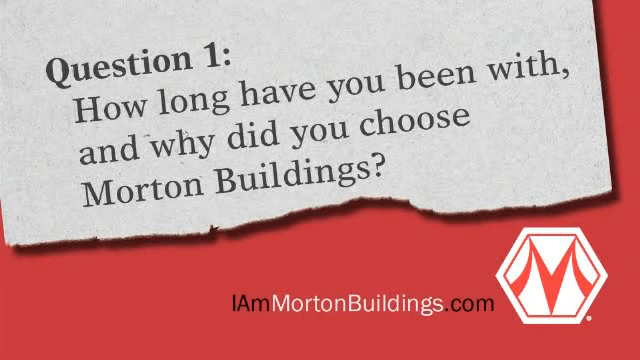 Question 1:
How long have you been with,
and why did you choose
Morton Buildings?
IAmMortonBuildings.com